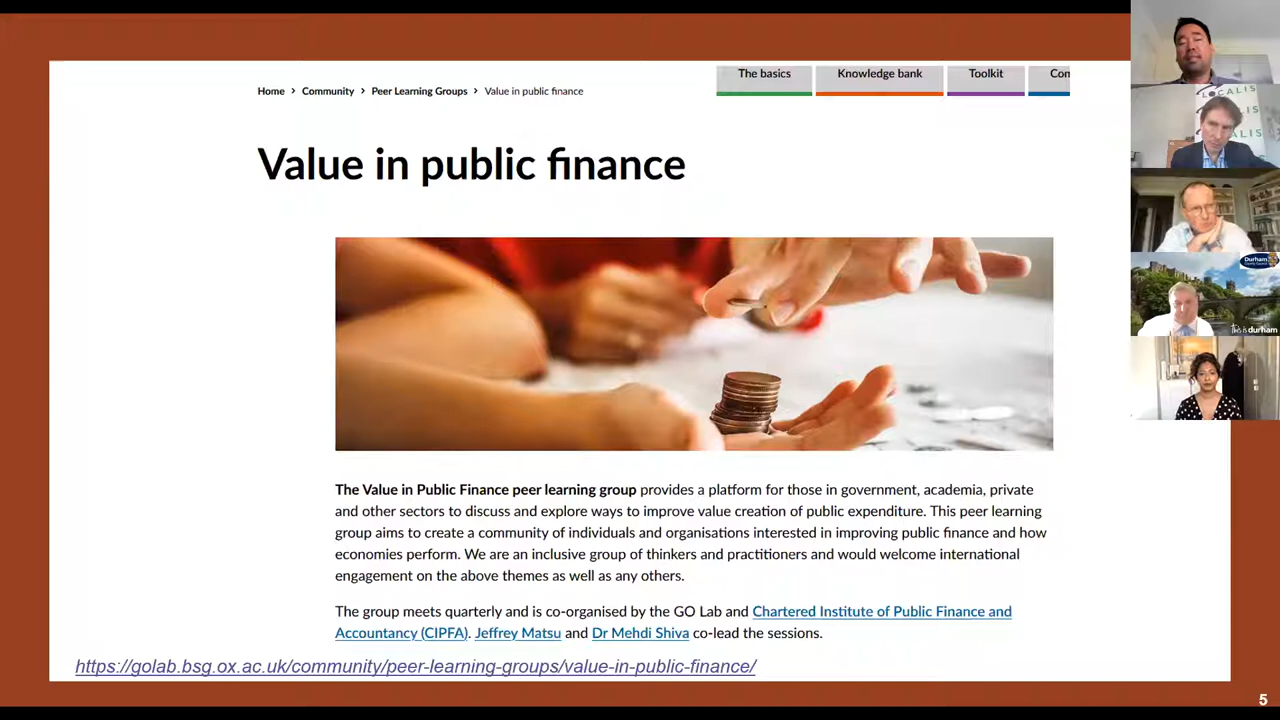 The basics
Knowledge bank
Toolkit
Home > Community > Peer Learning Groups > Value in public finance
Value in public finance
The Value in Public Finance peer learning group provides a platform for those in government, academia, private
and other sectors to discuss and explore ways to improve value creation of public expenditure. This peer learning
group aims to create a community of individuals and organisations interested in improving public finance and how
economies perform. We are an inclusive group of thinkers and practitioners and would welcome international
engagement on the above themes as well as any others.
The group meets quarterly and is co-organised by the GO Lab and Chartered Institute of Public Finance and
Accountancy (CIPFA). Jeffrey Matsu and Dr Mehdi Shiva co-lead the sessions.
https://golab.bsg.ox.ac.uk/community/peer-learning-groups/value-in-public-finance/
5
LOCALIS
Durham
County Council
This is durham